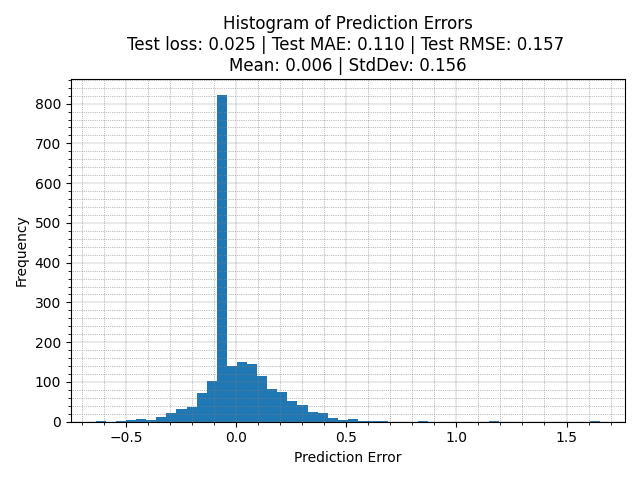 Histogram of Prediction Errors
Test loss: 0.025 | Test MAE: 0.110 | Test RMSE: 0.157
Mean: 0.006 | StdDev: 0.156
800
700
600
500
400
300
200
100
0
Frequency
−0.5 0.0 0.5 1.0 1.5
Prediction Error